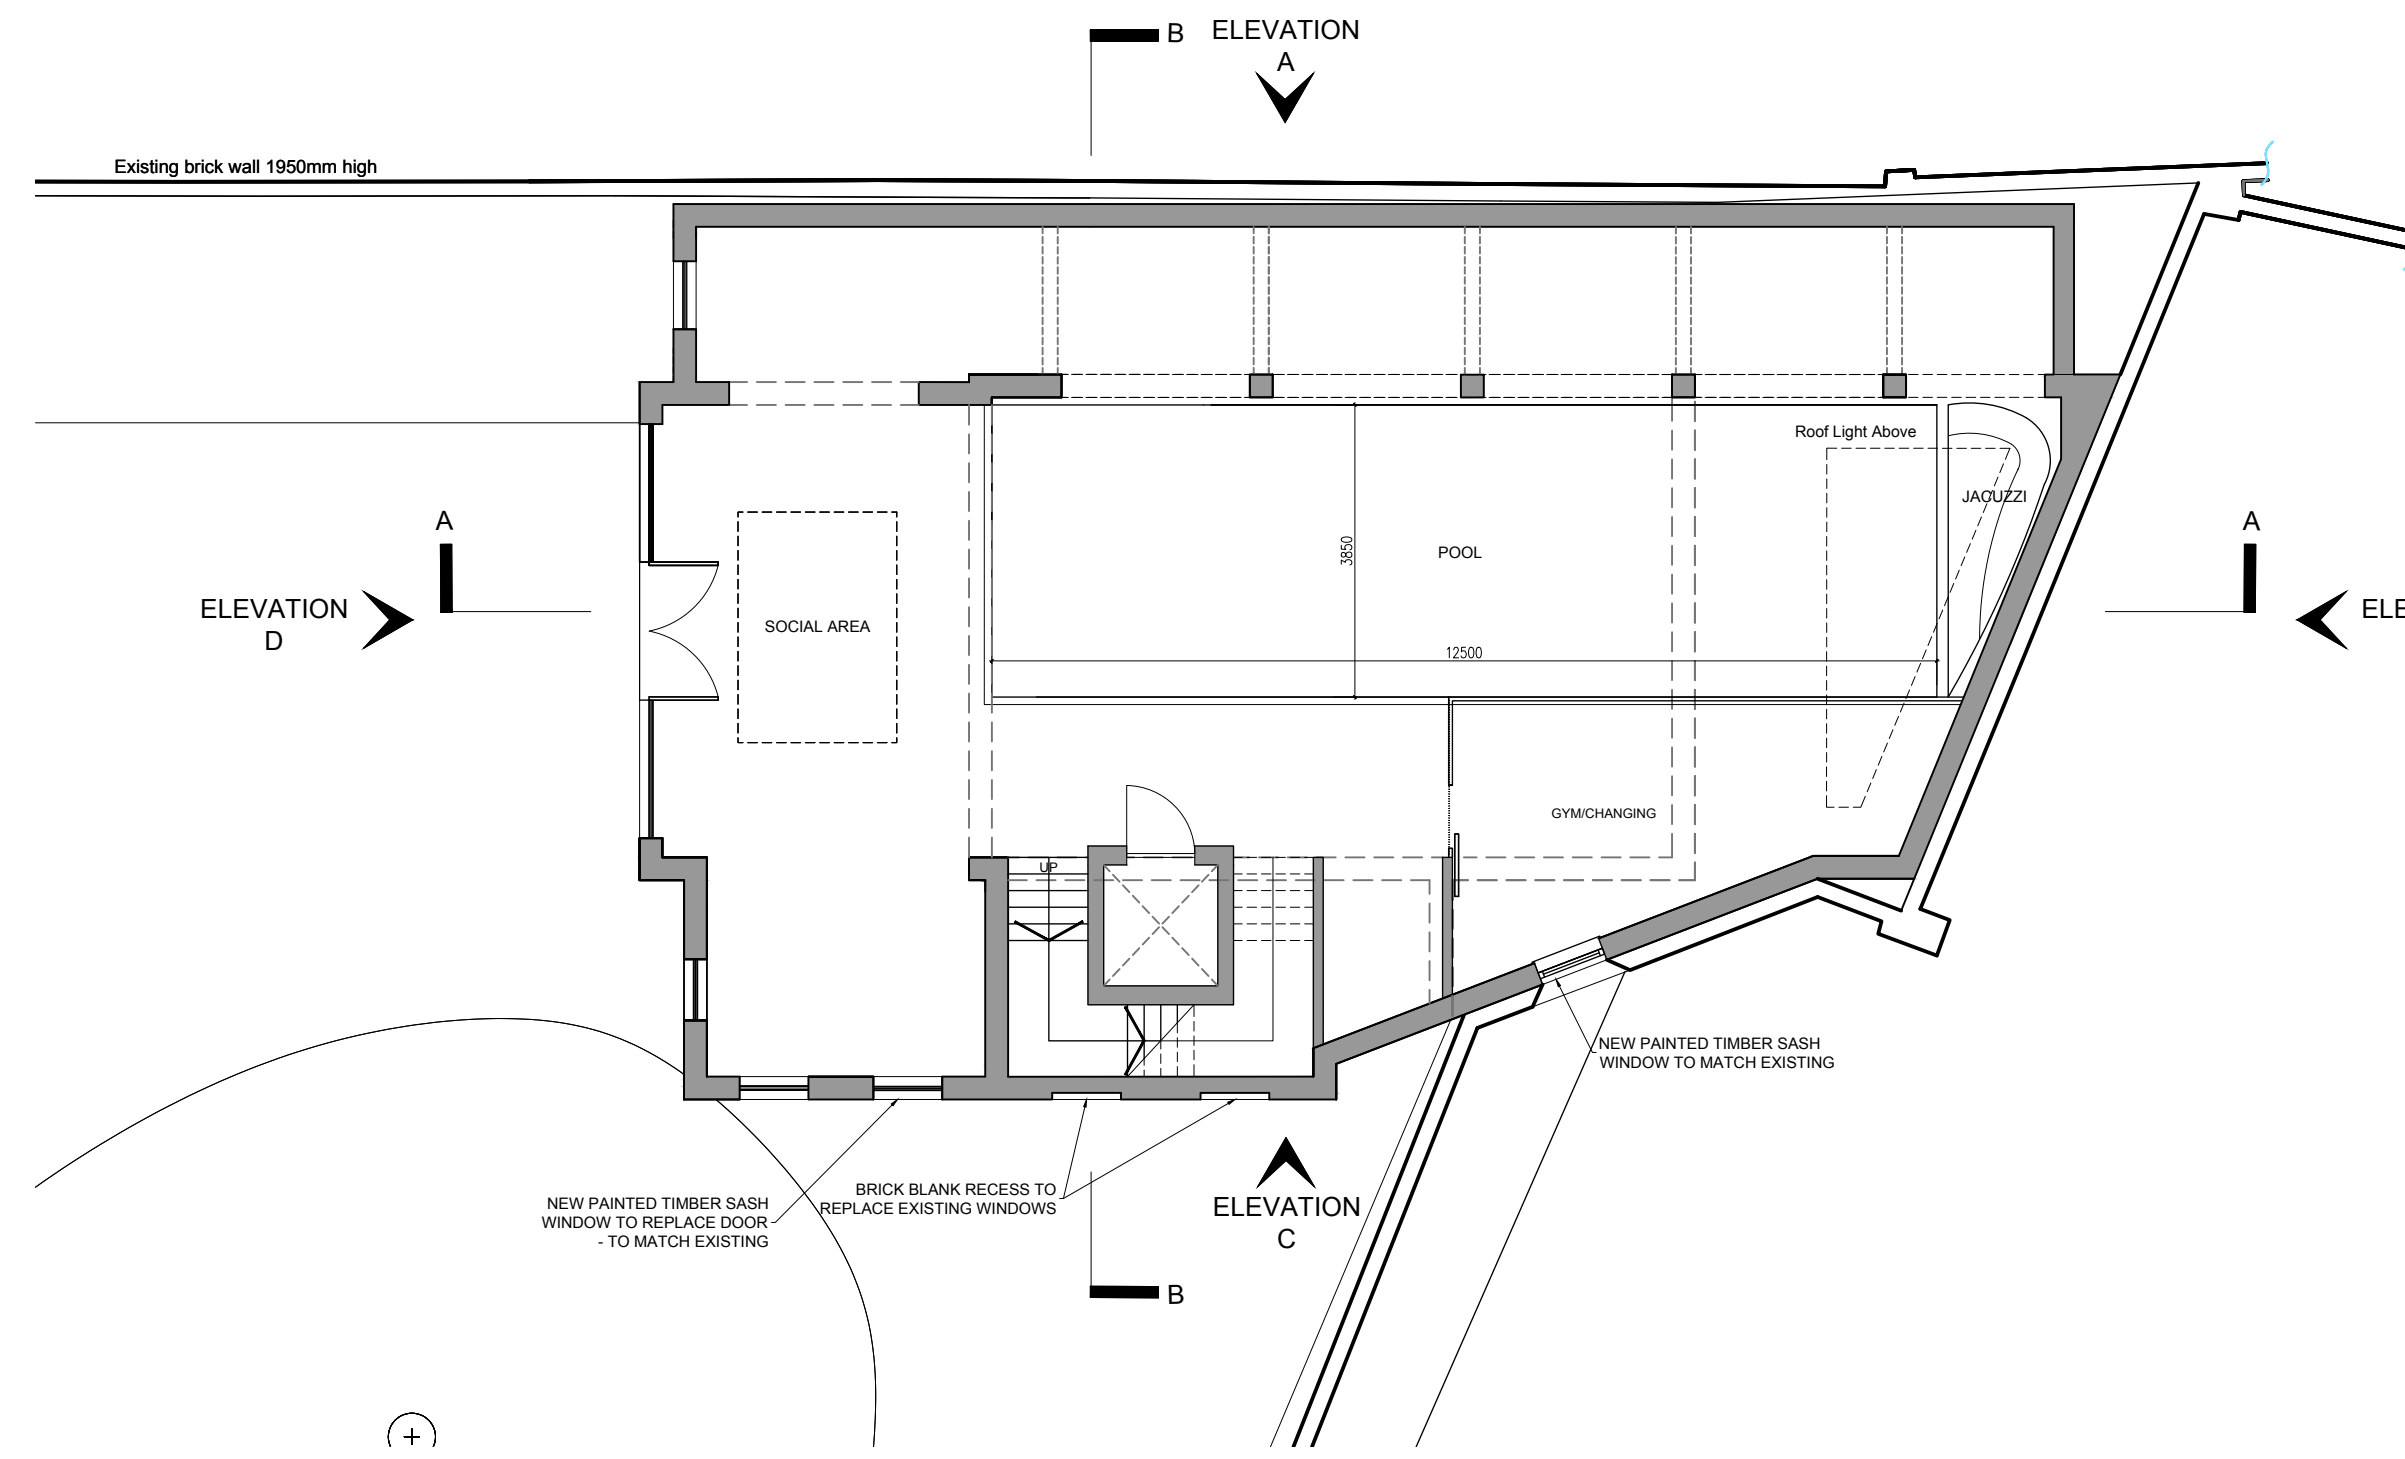 B
ELEVATION
A
Existing brick wall 1950mm high
Roof Light Above
JACUZZI
A
A
3850
POOL
ELEVATION
D
ELE
SOCIAL AREA
12500
GYM/CHANGING
UP
NEW PAINTED TIMBER SASH
WINDOW TO MATCH EXISTING
BRICK BLANK RECESS TO
REPLACE EXISTING WINDOWS
NEW PAINTED TIMBER SASH
WINDOW TO REPLACE DOOR
- TO MATCH EXISTING
ELEVATION
C
B